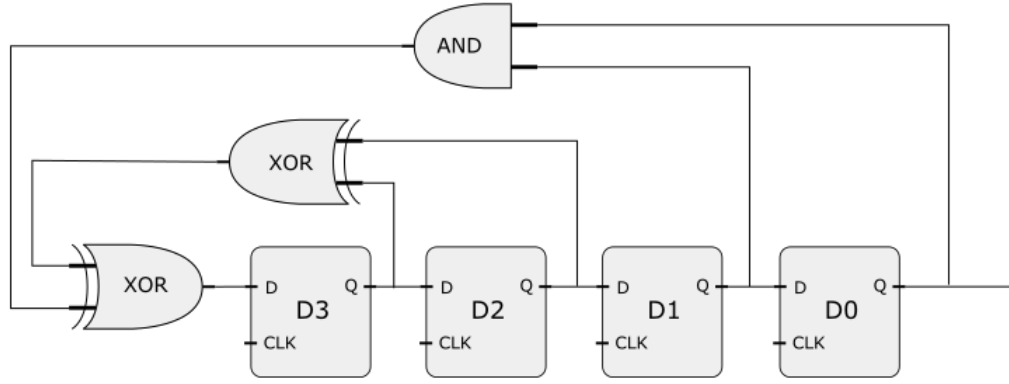 AND
XOR
XOR
D Q D Q D Q D Q
D3 D2 D1 D0
CLK CLK CLK CLK